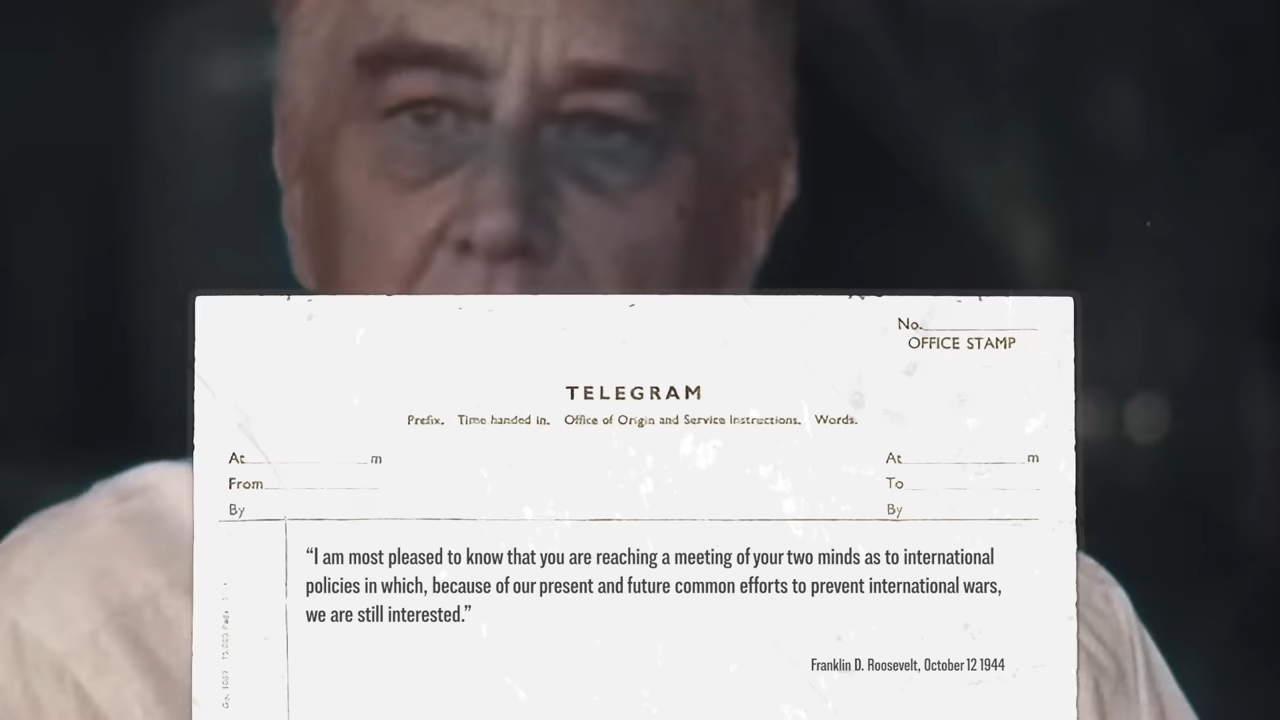 No.
OFFICE STAMP
TELEGRAM
Prefix. Time handed in. Office of Origin and Service Instructions. Words.
At m At m
From To
By By
“I am most pleased to know that you are reaching a meeting of your two minds as to international
policies in which, because of our present and future common efforts to prevent international wars,
we are still interested.”
Franklin D. Roosevelt, October 12 1944